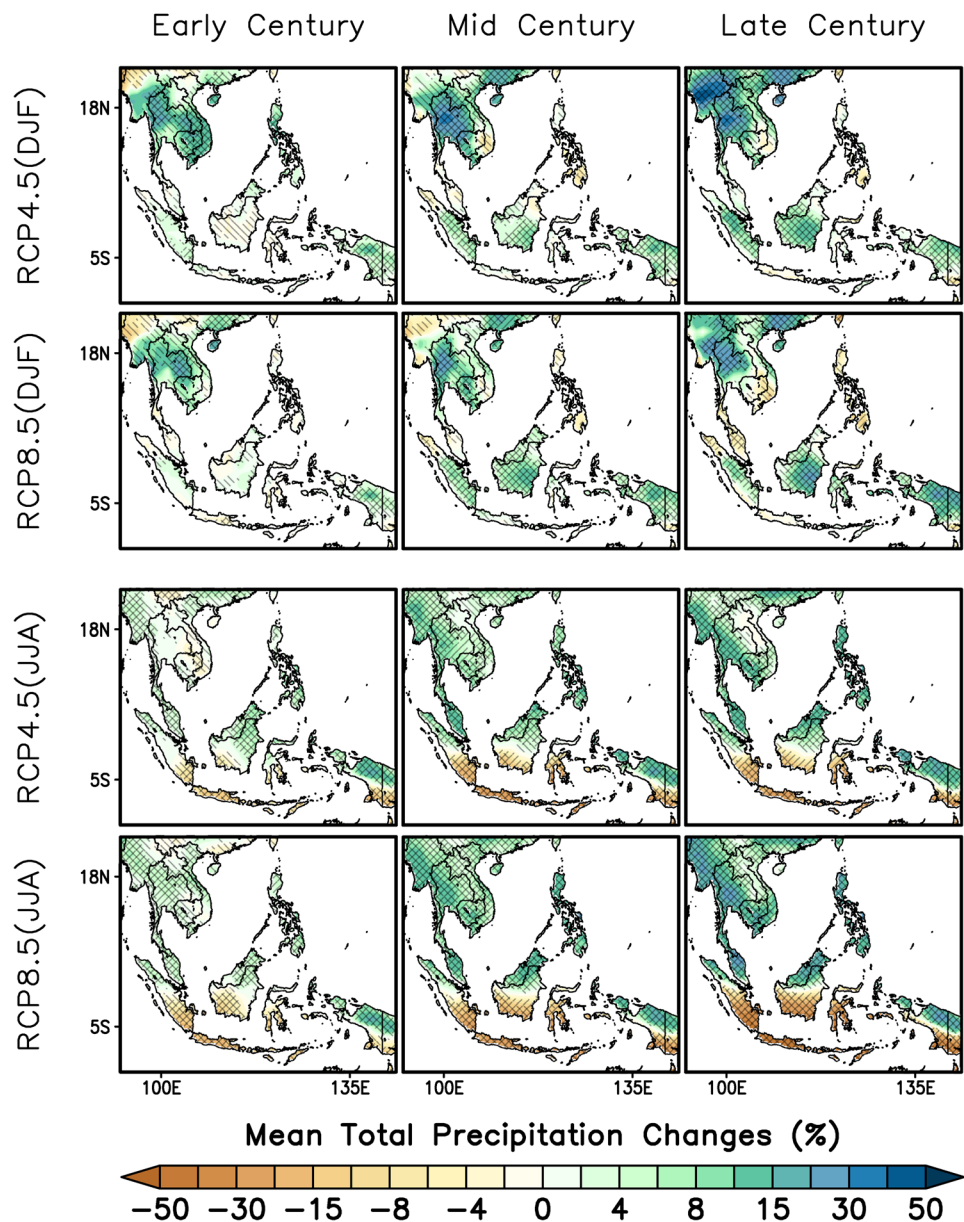 Early Century Mid Century Late Century
RCP4.5(DJF)
18N
5S
RCP8.5(DJF)
18N
5S
RCP4.5(JJA)
18N
5S
RCP8.5(JJA)
18N
5S
100E 135E 100E 135E 100E 135E
Mean Total Precipitation Changes (%)
−50 −30 −15 −8 −4 0 4 8 15 30 50